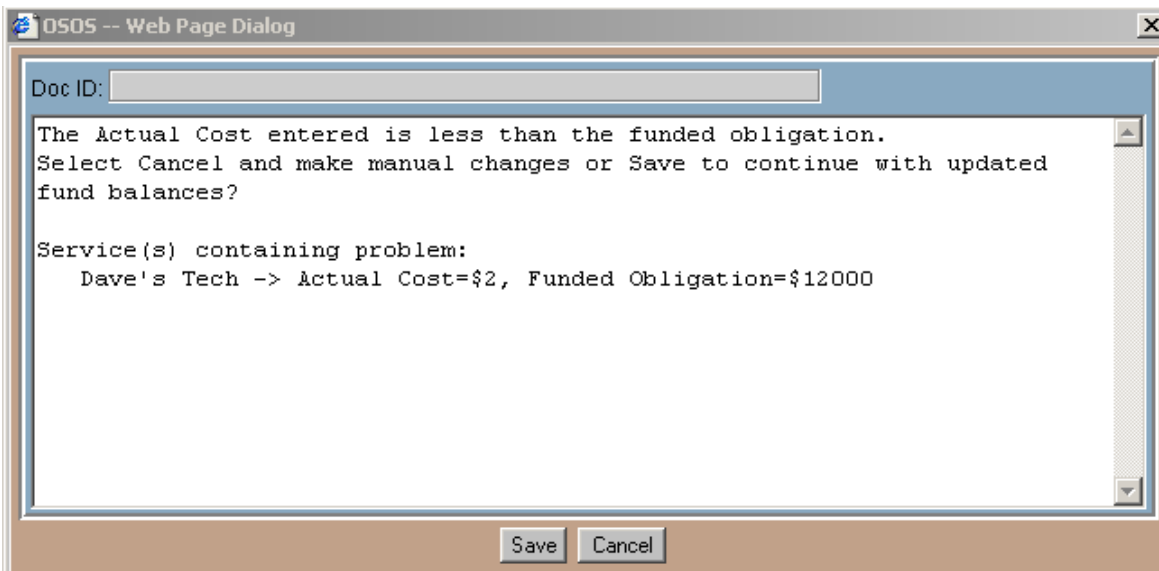 OSOS -- Web Page Dialog
Doc ID:
The Actual Cost entered is less than the funded obligation.
Select Cancel and make manual changes or Save to continue with updated
fund balances?
Service(s) containing problem:
Dave's Tech -> Actual Cost=$2, Funded Obligation=$12000
Save Cancel